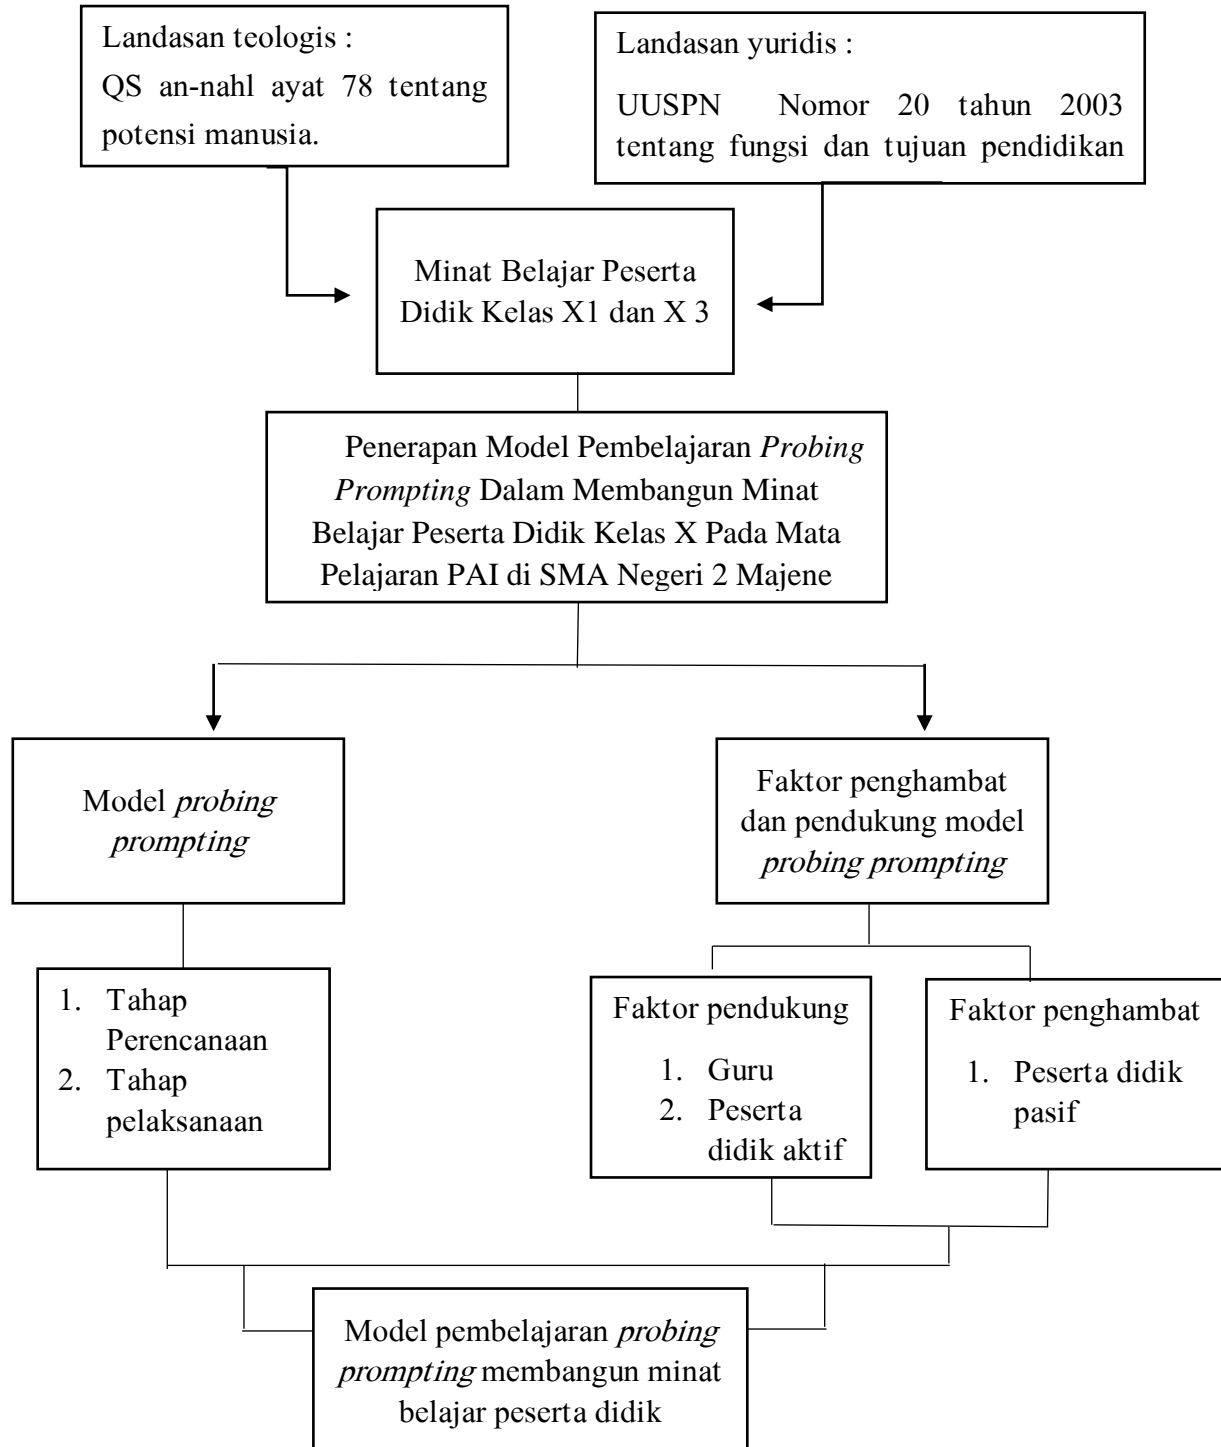 Landasan teologis :
QS an-nahl ayat 78 tentang
potensi manusia.
Landasan yuridis :
UUSPN Nomor 20 tahun 2003
tentang fungsi dan tujuan pendidikan
Minat Belajar Peserta
Didik Kelas X1 dan X 3
Penerapan Model Pembelajaran Probing
Prompting Dalam Membangun Minat
Belajar Peserta Didik Kelas X Pada Mata
Pelajaran PAI di SMA Negeri 2 Majene
Model probing
prompting
Faktor penghambat
dan pendukung model
probing prompting
1. Tahap
Perencanaan
2. Tahap
pelaksanaan
Faktor pendukung
1. Guru
2. Peserta
didik aktif
Faktor penghambat
1. Peserta didik
pasif
Model pembelajaran probing
prompting membangun minat
belajar peserta didik